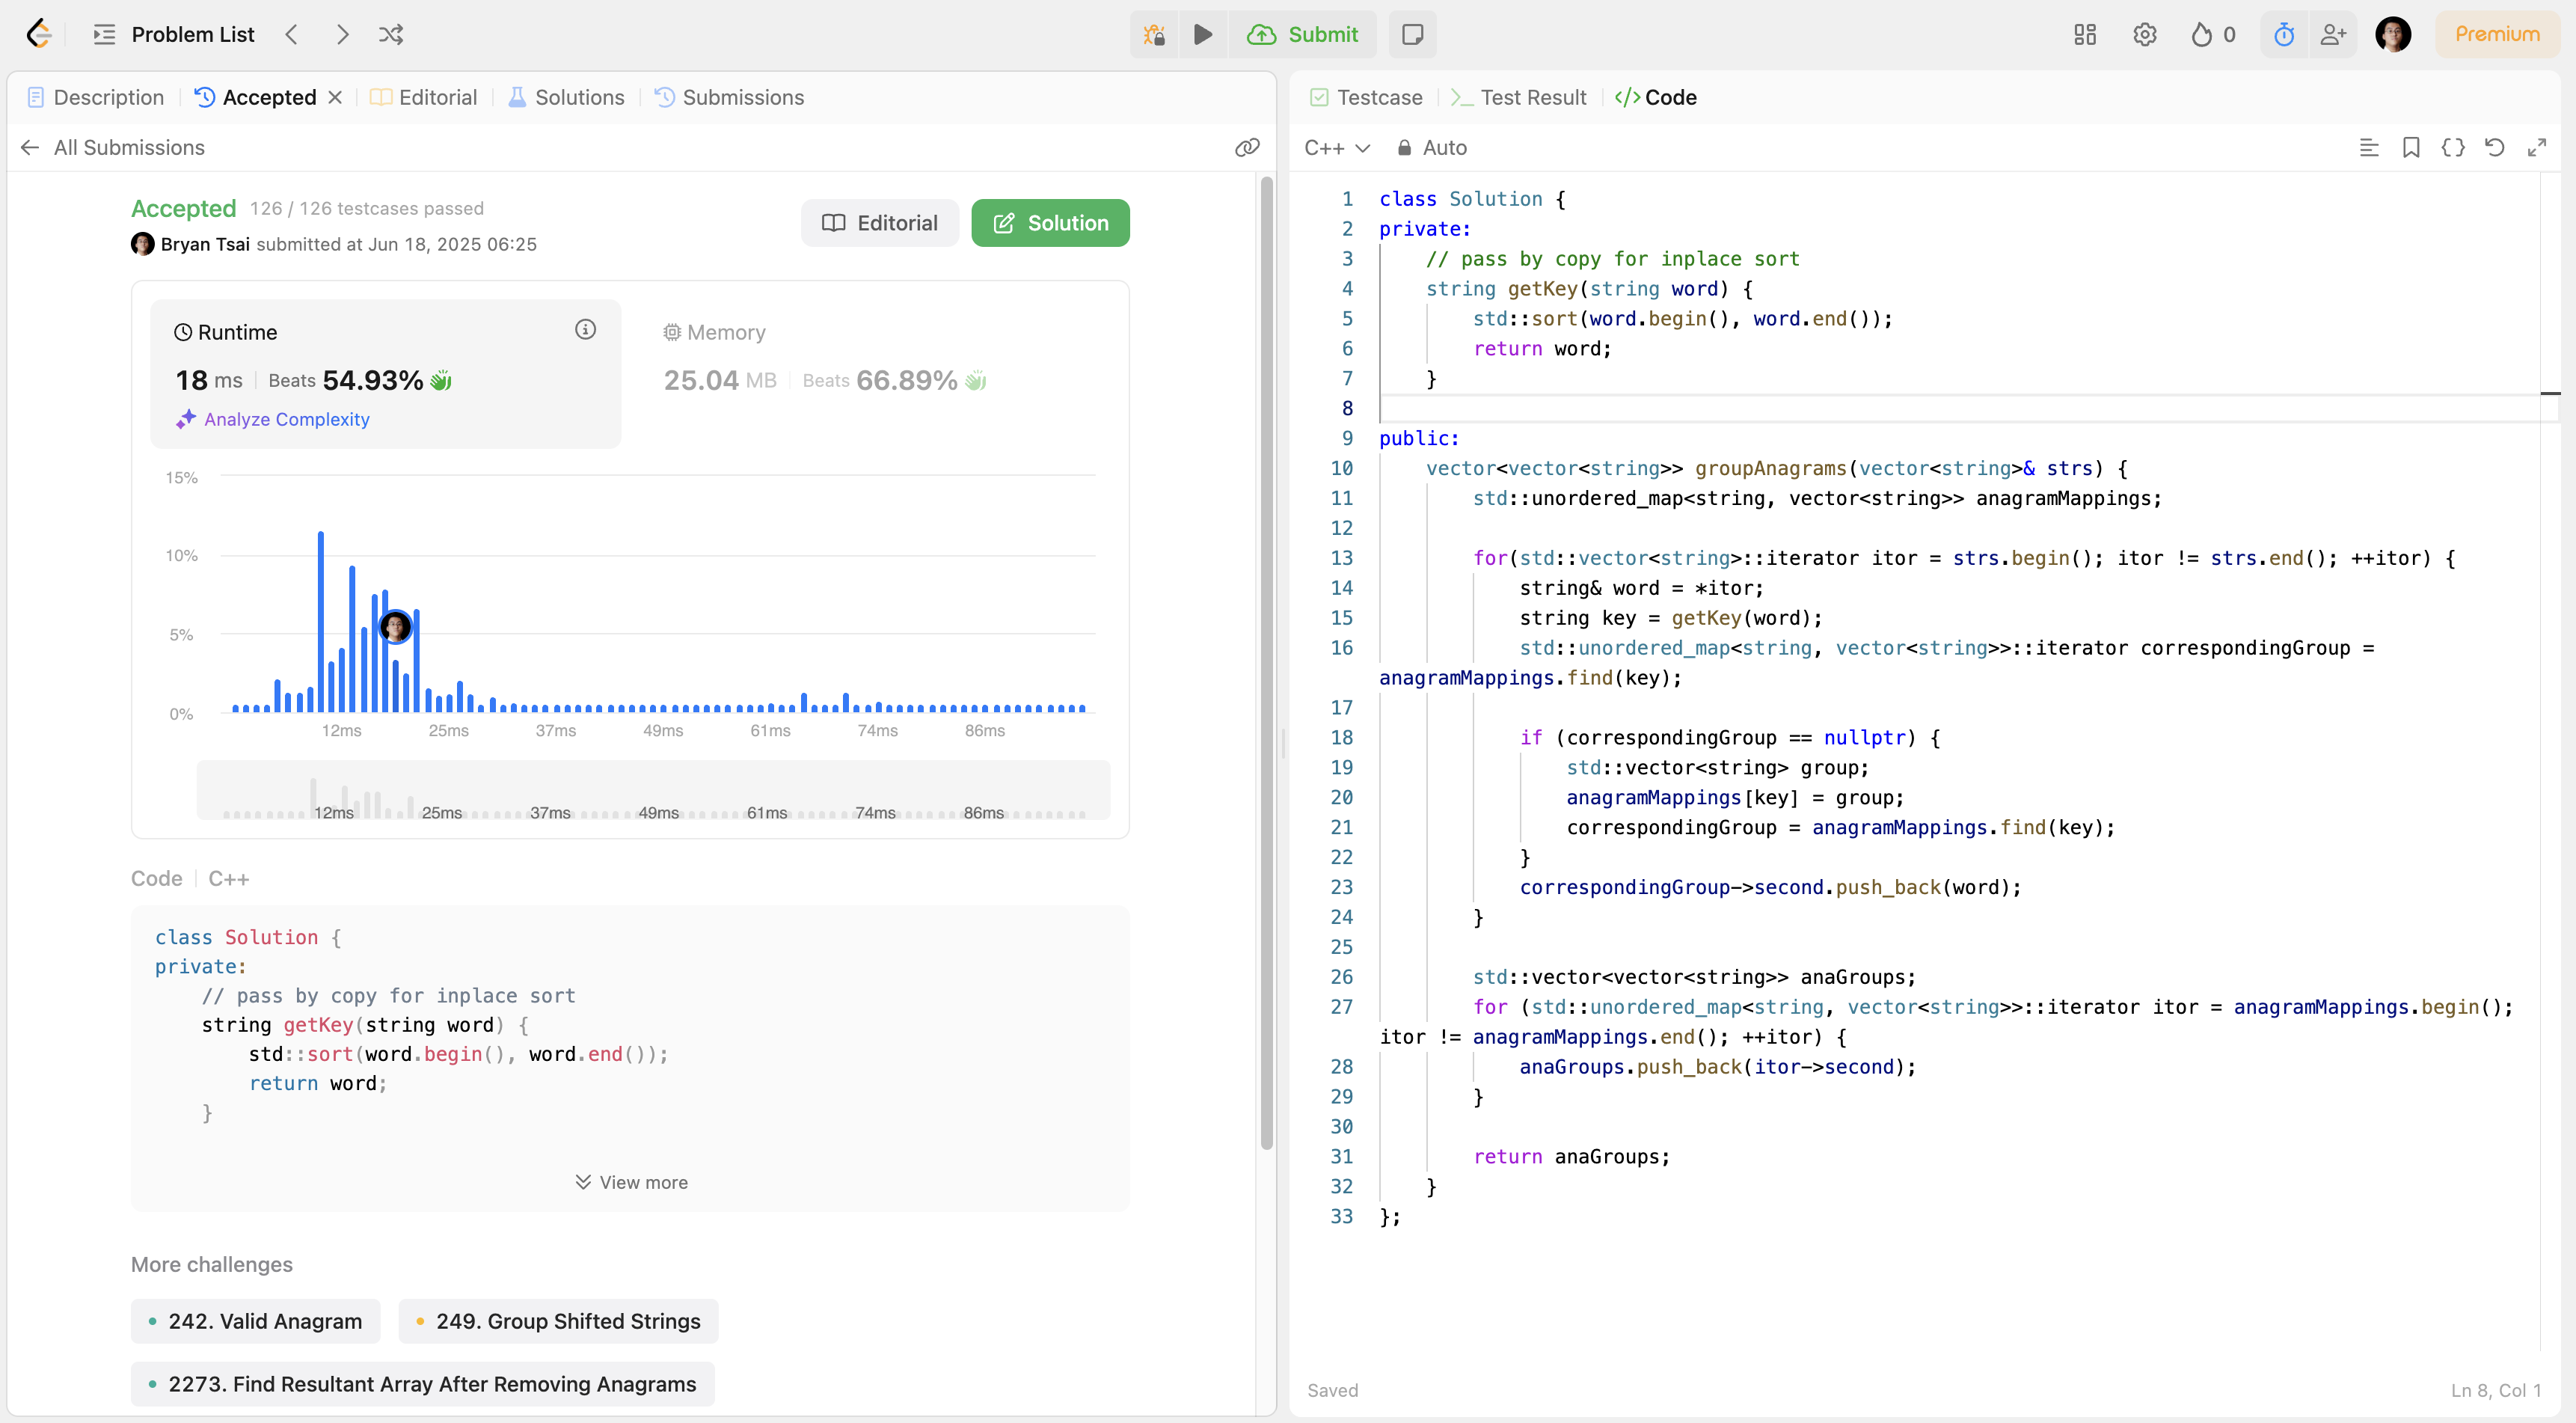 Problem List
Submit
0
Premium
Description
Accepted
Editorial
Solutions
Submissions
All Submissions
Accepted 126 / 126 testcases passed
Bryan Tsai submitted at Jun 18, 2025 06:25
Editorial
Solution
Runtime
18 ms Beats 54.93%
Analyze Complexity
Memory
25.04 MB Beats 66.89%
15%
10%
5%
0%
12ms 25ms 37ms 49ms 61ms 74ms 86ms
12ms 25ms 37ms 49ms 61ms 74ms 86ms
Code C++
class Solution {
private:
    // pass by copy for inplace sort
    string getKey(string word) {
        std::sort(word.begin(), word.end());
        return word;
    }
View more
More challenges
242. Valid Anagram
249. Group Shifted Strings
2273. Find Resultant Array After Removing Anagrams
Testcase
Test Result
</> Code
C++
Auto
1 class Solution {
2 private:
3     // pass by copy for inplace sort
4     string getKey(string word) {
5         std::sort(word.begin(), word.end());
6         return word;
7     }
8
9 public:
10     vector<vector<string>> groupAnagrams(vector<string>& strs) {
11         std::unordered_map<string, vector<string>> anagramMappings;
12
13         for(std::vector<string>::iterator itor = strs.begin(); itor != strs.end(); ++itor) {
14             string& word = *itor;
15             string key = getKey(word);
16             std::unordered_map<string, vector<string>>::iterator correspondingGroup =
anagramMappings.find(key);
17
18             if (correspondingGroup == nullptr) {
19                 std::vector<string> group;
20                 anagramMappings[key] = group;
21                 correspondingGroup = anagramMappings.find(key);
22             }
23             correspondingGroup->second.push_back(word);
24         }
25
26         std::vector<vector<string>> anaGroups;
27         for (std::unordered_map<string, vector<string>>::iterator itor = anagramMappings.begin();
itor != anagramMappings.end(); ++itor) {
28             anaGroups.push_back(itor->second);
29         }
30
31         return anaGroups;
32     }
33 };
Saved
Ln 8, Col 1